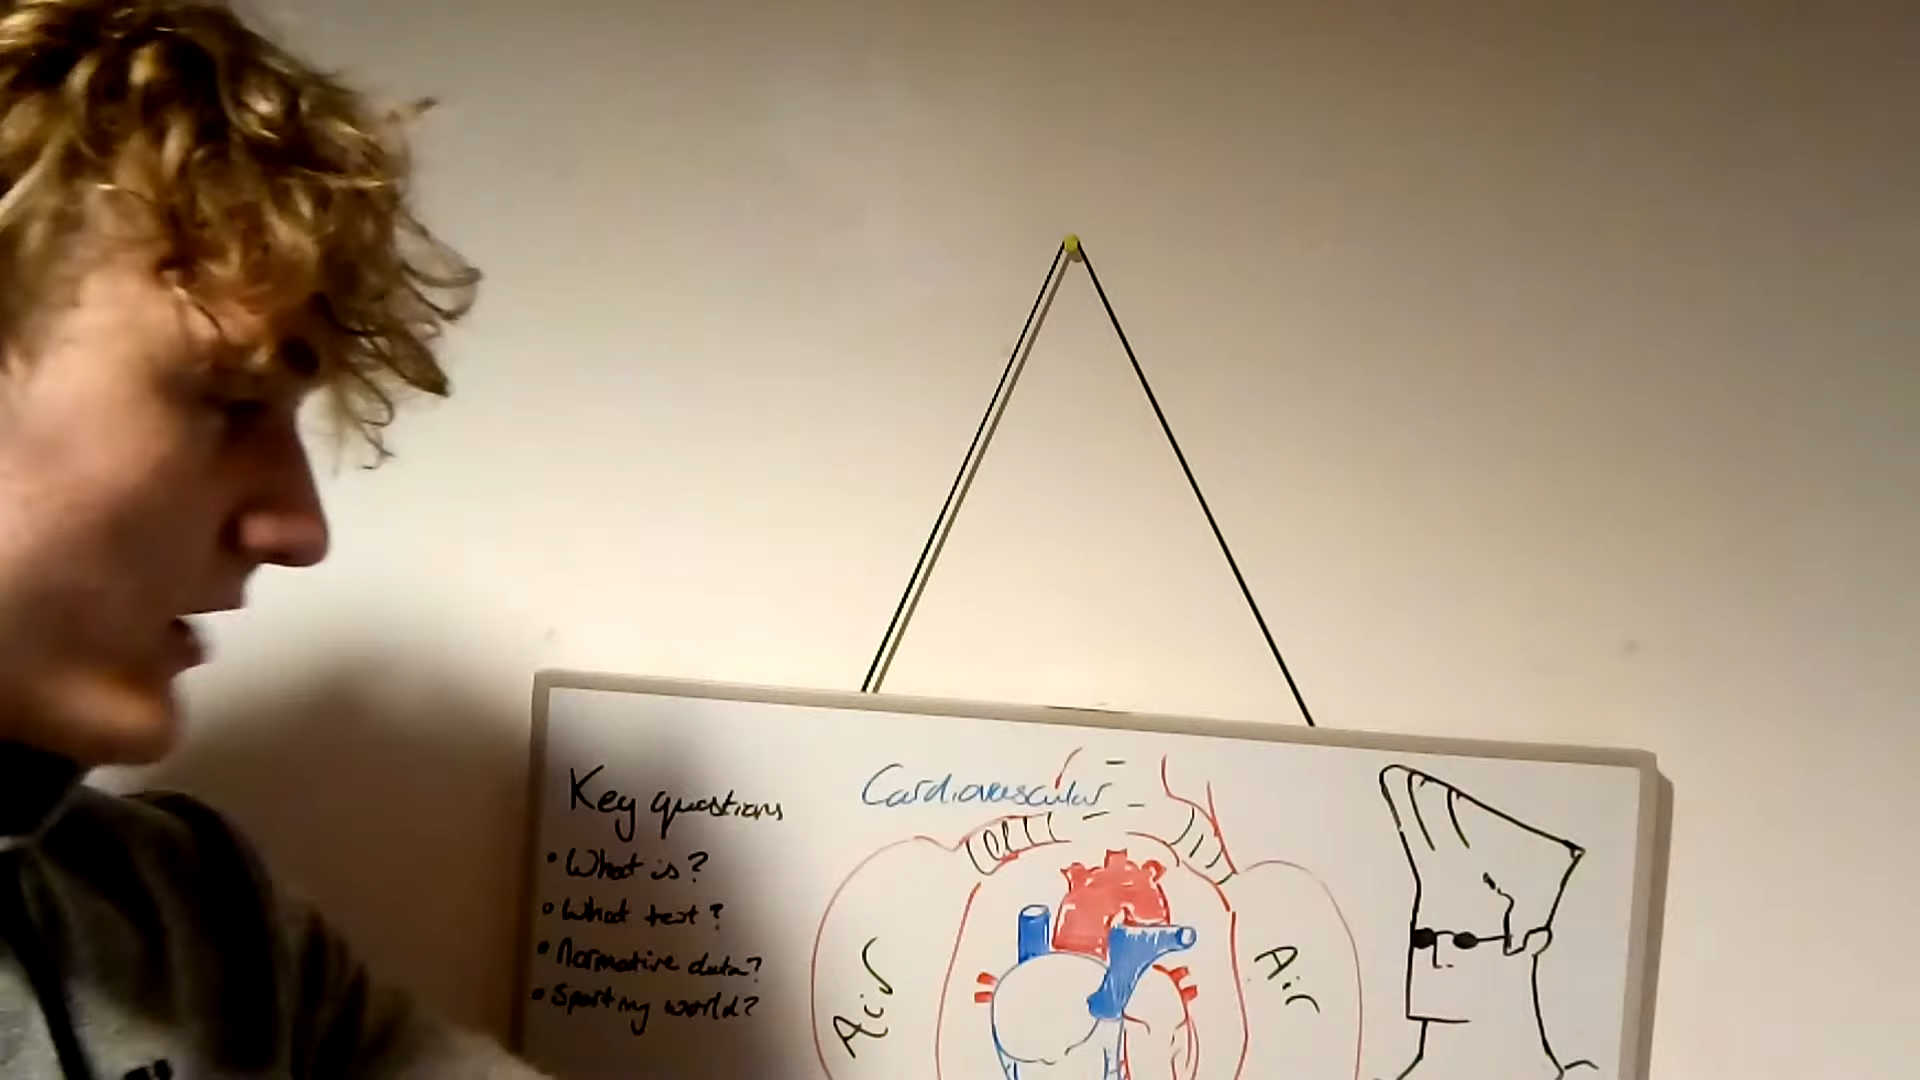 Key questions
• What is?
• What test?
• Normative data?
• Sporting world?
Cardiovascular
Air
Air